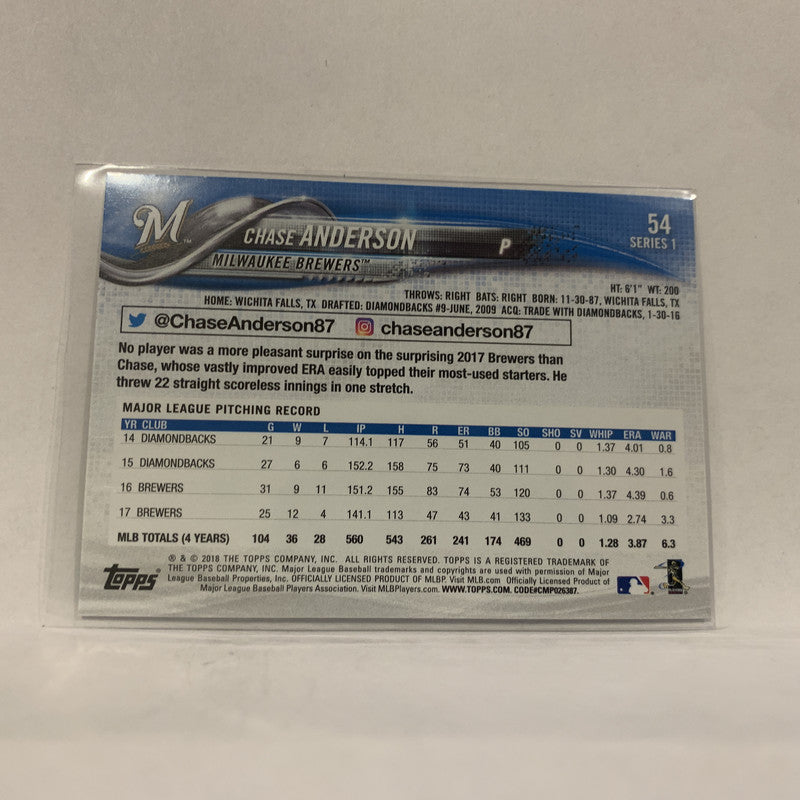 M ™
54
SERIES 1
CHASE ANDERSON P
MILWAUKEE BREWERS™
HT: 6'1" WT: 200
THROWS: RIGHT BATS: RIGHT BORN: 11-30-87, WICHITA FALLS, TX
HOME: WICHITA FALLS, TX DRAFTED: DIAMONDBACKS #9-JUNE, 2009 ACQ: TRADE WITH DIAMONDBACKS, 1-30-16
@ChaseAnderson87 chaseanderson87
No player was a more pleasant surprise on the surprising 2017 Brewers than
Chase, whose vastly improved ERA easily topped their most-used starters. He
threw 22 straight scoreless innings in one stretch.
MAJOR LEAGUE PITCHING RECORD
YR CLUB G W L IP H R ER BB SO SHO SV WHIP ERA WAR
14 DIAMONDBACKS 21 9 7 114.1 117 56 51 40 105 0 0 1.37 4.01 0.8
15 DIAMONDBACKS 27 6 6 152.2 158 75 73 40 111 0 0 1.30 4.30 1.6
16 BREWERS 31 9 11 151.2 155 83 74 53 120 0 0 1.37 4.39 0.6
17 BREWERS 25 12 4 141.1 113 47 43 41 133 0 0 1.09 2.74 3.3
MLB TOTALS (4 YEARS) 104 36 28 560 543 261 241 174 469 0 0 1.28 3.87 6.3
® & © 2018 THE TOPPS COMPANY, INC. ALL RIGHTS RESERVED. TOPPS IS A REGISTERED TRADEMARK OF
THE TOPPS COMPANY, INC. Major League Baseball trademarks and copyrights are used with permission of Major
League Baseball Properties, Inc. OFFICIALLY LICENSED PRODUCT OF MLBP. Visit MLB.com Officially Licensed Product of
Major League Baseball Players Association. Visit MLBPlayers.com. WWW.TOPPS.COM. CODE#CMP026387.
topps